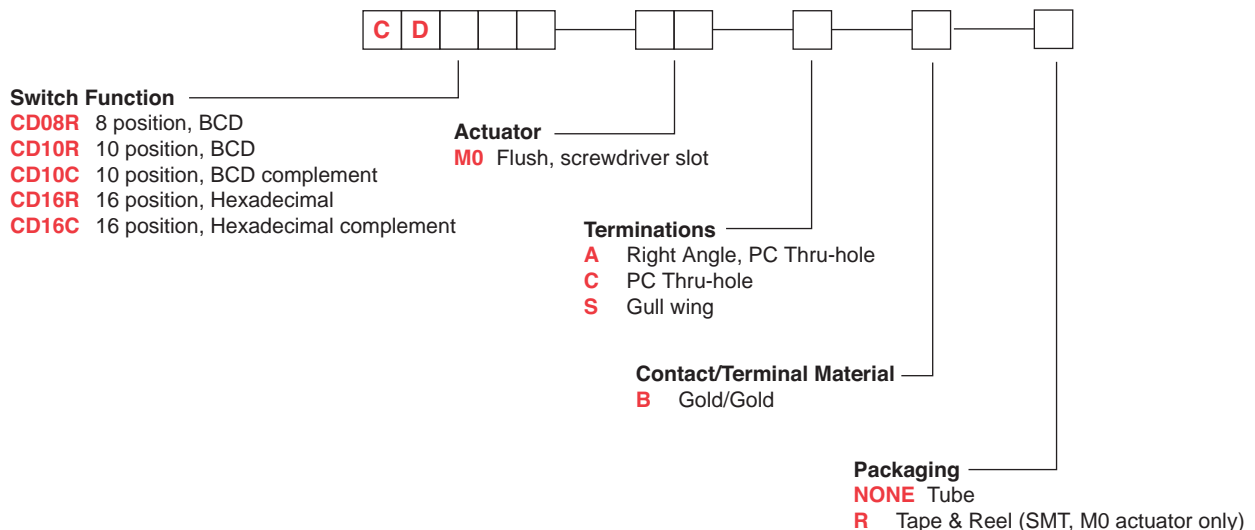 C D
Switch Function
CD08R 8 position, BCD
CD10R 10 position, BCD
CD10C 10 position, BCD complement
CD16R 16 position, Hexadecimal
CD16C 16 position, Hexadecimal complement
Actuator
M0 Flush, screwdriver slot
Terminations
A Right Angle, PC Thru-hole
C PC Thru-hole
S Gull wing
Contact/Terminal Material
B Gold/Gold
Packaging
NONE Tube
R Tape & Reel (SMT, M0 actuator only)